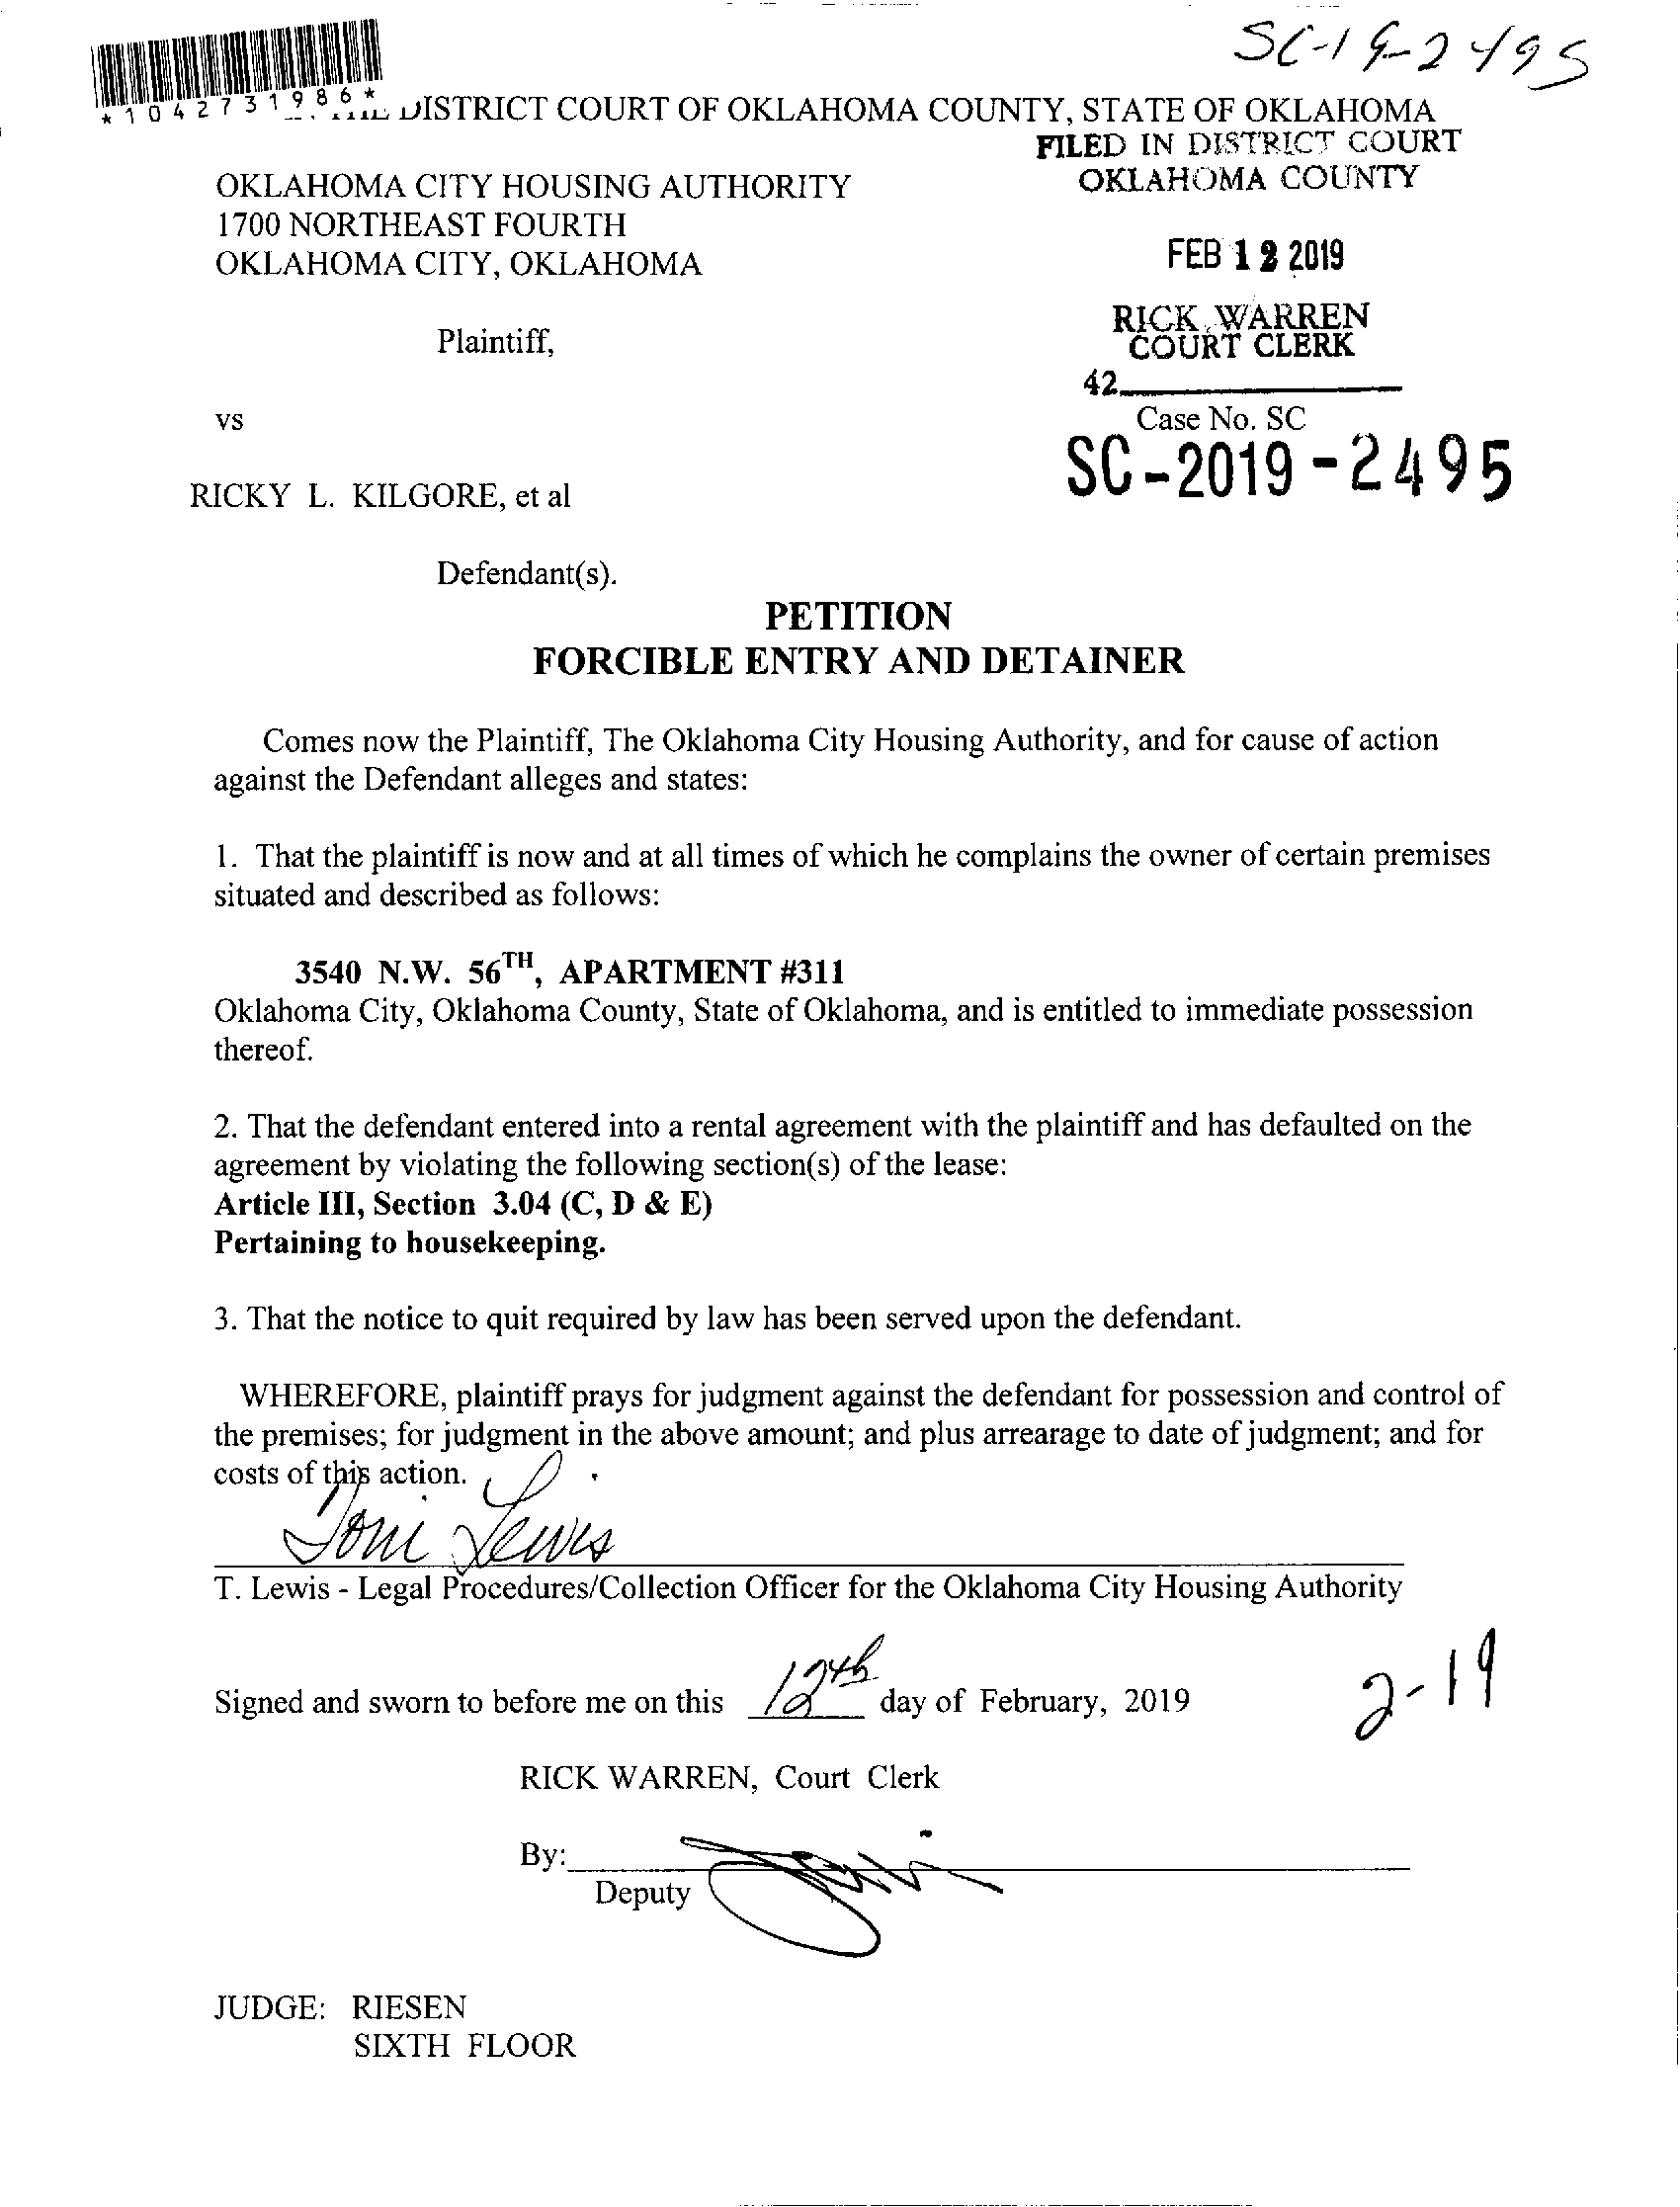 SC-19-2495
*1042731986*
DISTRICT COURT OF OKLAHOMA COUNTY, STATE OF OKLAHOMA
FILED IN DISTRICT COURT
OKLAHOMA COUNTY
OKLAHOMA CITY HOUSING AUTHORITY
1700 NORTHEAST FOURTH
OKLAHOMA CITY, OKLAHOMA
FEB 12 2019
RICK WARREN
COURT CLERK
Plaintiff,
42
vs
Case No. SC
SC-2019-2495
RICKY L. KILGORE, et al
Defendant(s).
PETITION
FORCIBLE ENTRY AND DETAINER
Comes now the Plaintiff, The Oklahoma City Housing Authority, and for cause of action
against the Defendant alleges and states:
1. That the plaintiff is now and at all times of which he complains the owner of certain premises
situated and described as follows:
3540 N.W. 56TH, APARTMENT #311
Oklahoma City, Oklahoma County, State of Oklahoma, and is entitled to immediate possession
thereof.
2. That the defendant entered into a rental agreement with the plaintiff and has defaulted on the
agreement by violating the following section(s) of the lease:
Article III, Section 3.04 (C, D & E)
Pertaining to housekeeping.
3. That the notice to quit required by law has been served upon the defendant.
WHEREFORE, plaintiff prays for judgment against the defendant for possession and control of
the premises; for judgment in the above amount; and plus arrearage to date of judgment; and for
costs of this action.
Toni Lewis
T. Lewis - Legal Procedures/Collection Officer for the Oklahoma City Housing Authority
Signed and sworn to before me on this 12th day of February, 2019
2-19
RICK WARREN, Court Clerk
By:
Deputy
JUDGE: RIESEN
SIXTH FLOOR